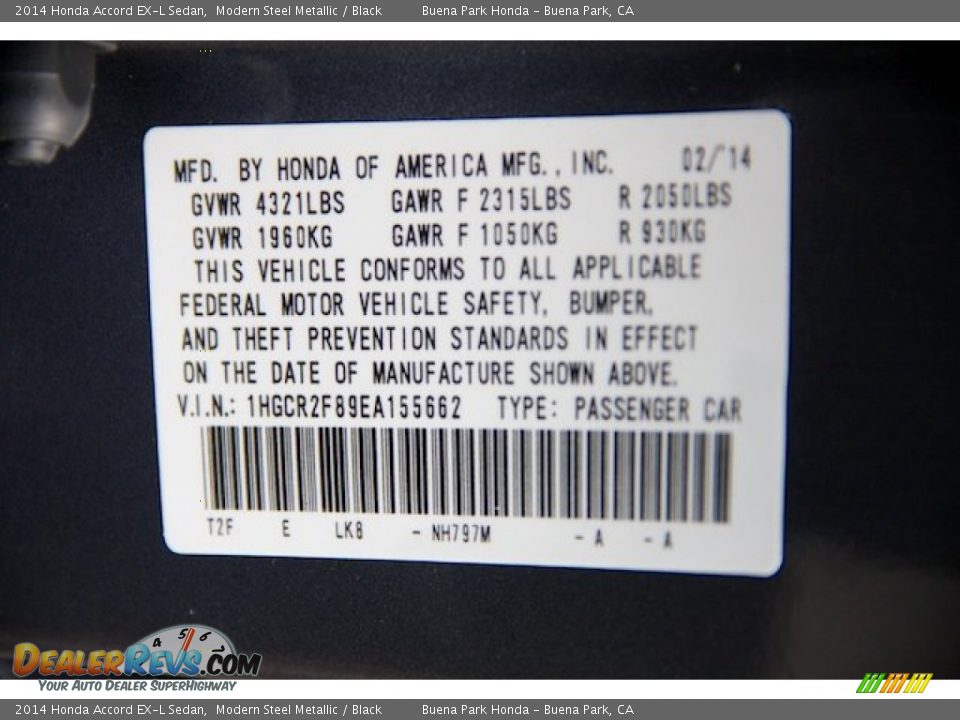 2014 Honda Accord EX-L Sedan, Modern Steel Metallic / Black Buena Park Honda - Buena Park, CA
MFD. BY HONDA OF AMERICA MFG., INC. 02/14
GVWR 4321LBS GAWR F 2315LBS R 2050LBS
GVWR 1960KG GAWR F 1050KG R 930KG
THIS VEHICLE CONFORMS TO ALL APPLICABLE
FEDERAL MOTOR VEHICLE SAFETY, BUMPER,
AND THEFT PREVENTION STANDARDS IN EFFECT
ON THE DATE OF MANUFACTURE SHOWN ABOVE.
V.I.N.: 1HGCR2F89EA155662 TYPE: PASSENGER CAR
T2F E LK8 - NH797M - A - A
4 5 6
DEALERREVS.COM
YOUR AUTO DEALER SUPERHIGHWAY
2014 Honda Accord EX-L Sedan, Modern Steel Metallic / Black Buena Park Honda - Buena Park, CA